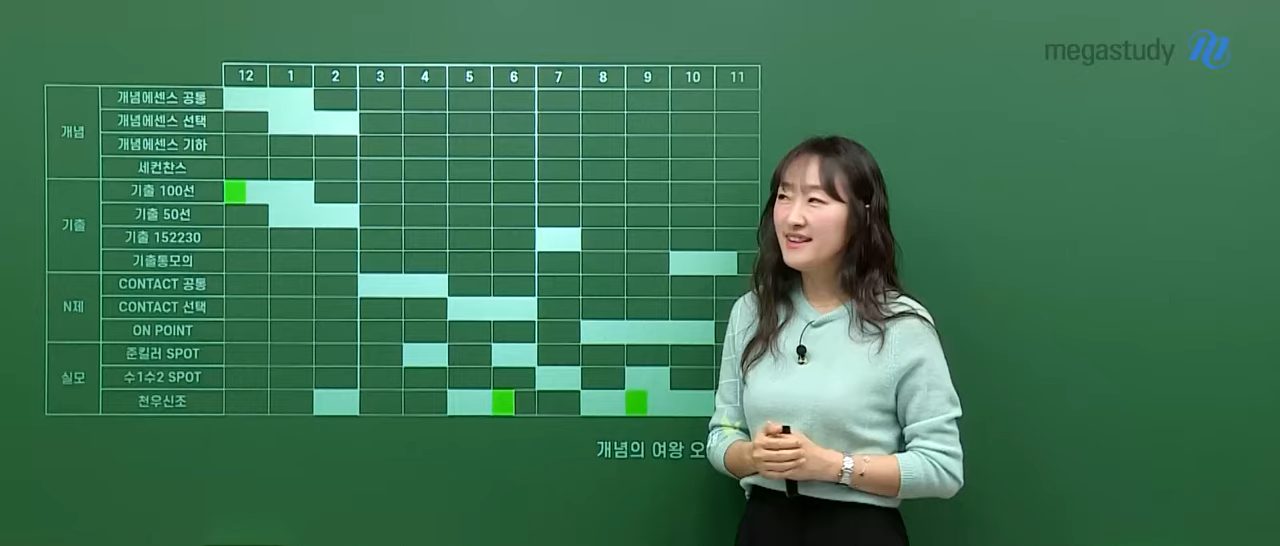 megastudy
12 1 2 3 4 5 6 7 8 9 10 11
개념
개념에센스 공통
개념에센스 선택
개념에센스 기하
세컨찬스
기출
기출 100선
기출 50선
기출 152230
기출통모의
N제
CONTACT 공통
CONTACT 선택
ON POINT
실모
준킬러 SPOT
수1수2 SPOT
천우신조
개념의 여왕